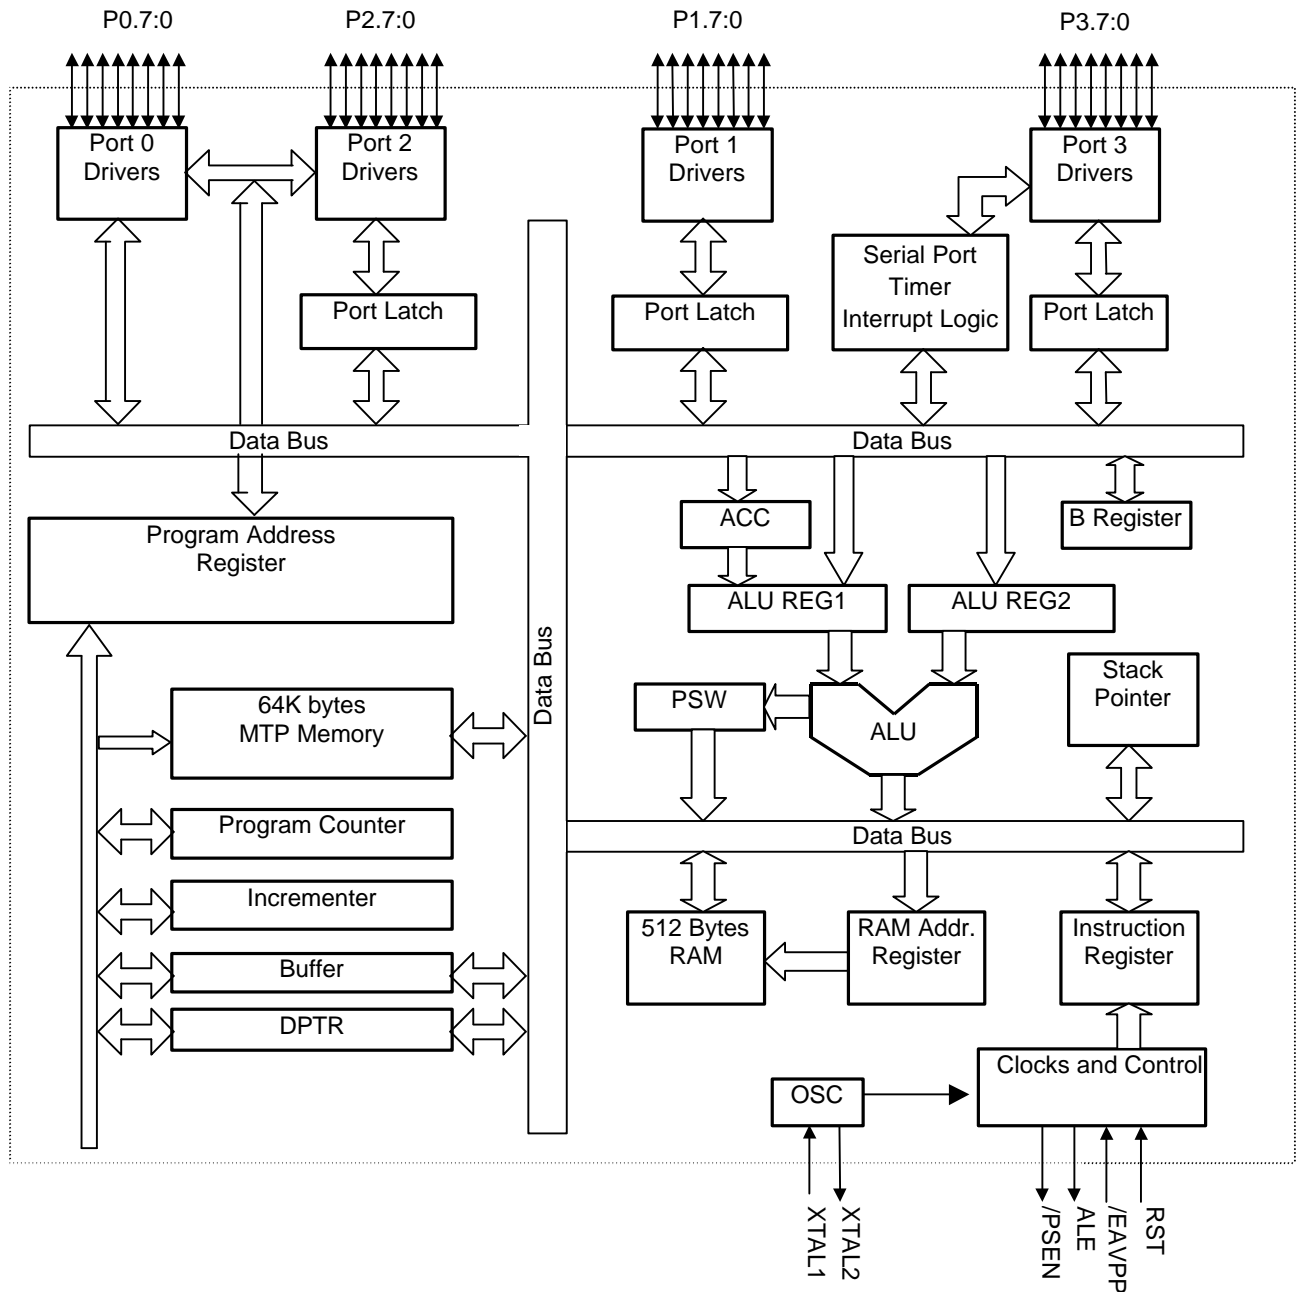 P0.7:0
P2.7:0
P1.7:0
P3.7:0
Port 0
Drivers
Port 2
Drivers
Port 1
Drivers
Port 3
Drivers
Serial Port
Timer
Interrupt Logic
Port Latch
Port Latch
Port Latch
Data Bus
Data Bus
Program Address
Register
ACC
B Register
ALU REG1
ALU REG2
Data Bus
64K bytes
MTP Memory
PSW
ALU
Stack
Pointer
Program Counter
Data Bus
Incrementer
512 Bytes
RAM
RAM Addr.
Register
Instruction
Register
Buffer
DPTR
Clocks and Control
OSC
XTAL1
XTAL2
/PSEN
ALE
/EAVPP
RST